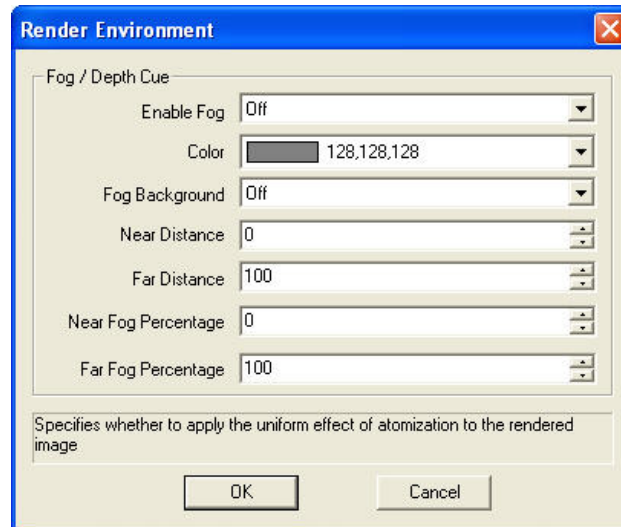 Render Environment
Fog / Depth Cue
Enable Fog Off
Color 128,128,128
Fog Background Off
Near Distance 0
Far Distance 100
Near Fog Percentage 0
Far Fog Percentage 100
Specifies whether to apply the uniform effect of atomization to the rendered
image
OK Cancel